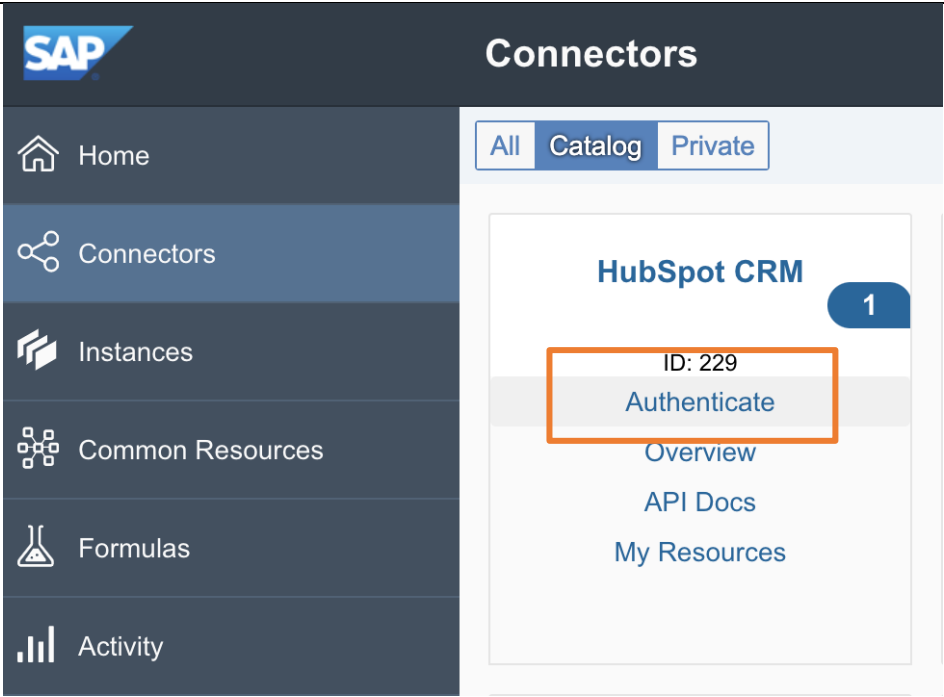 SAP
Connectors
Home
Connectors
Instances
Common Resources
Formulas
Activity
All Catalog Private
HubSpot CRM
1
ID: 229
Authenticate
Overview
API Docs
My Resources